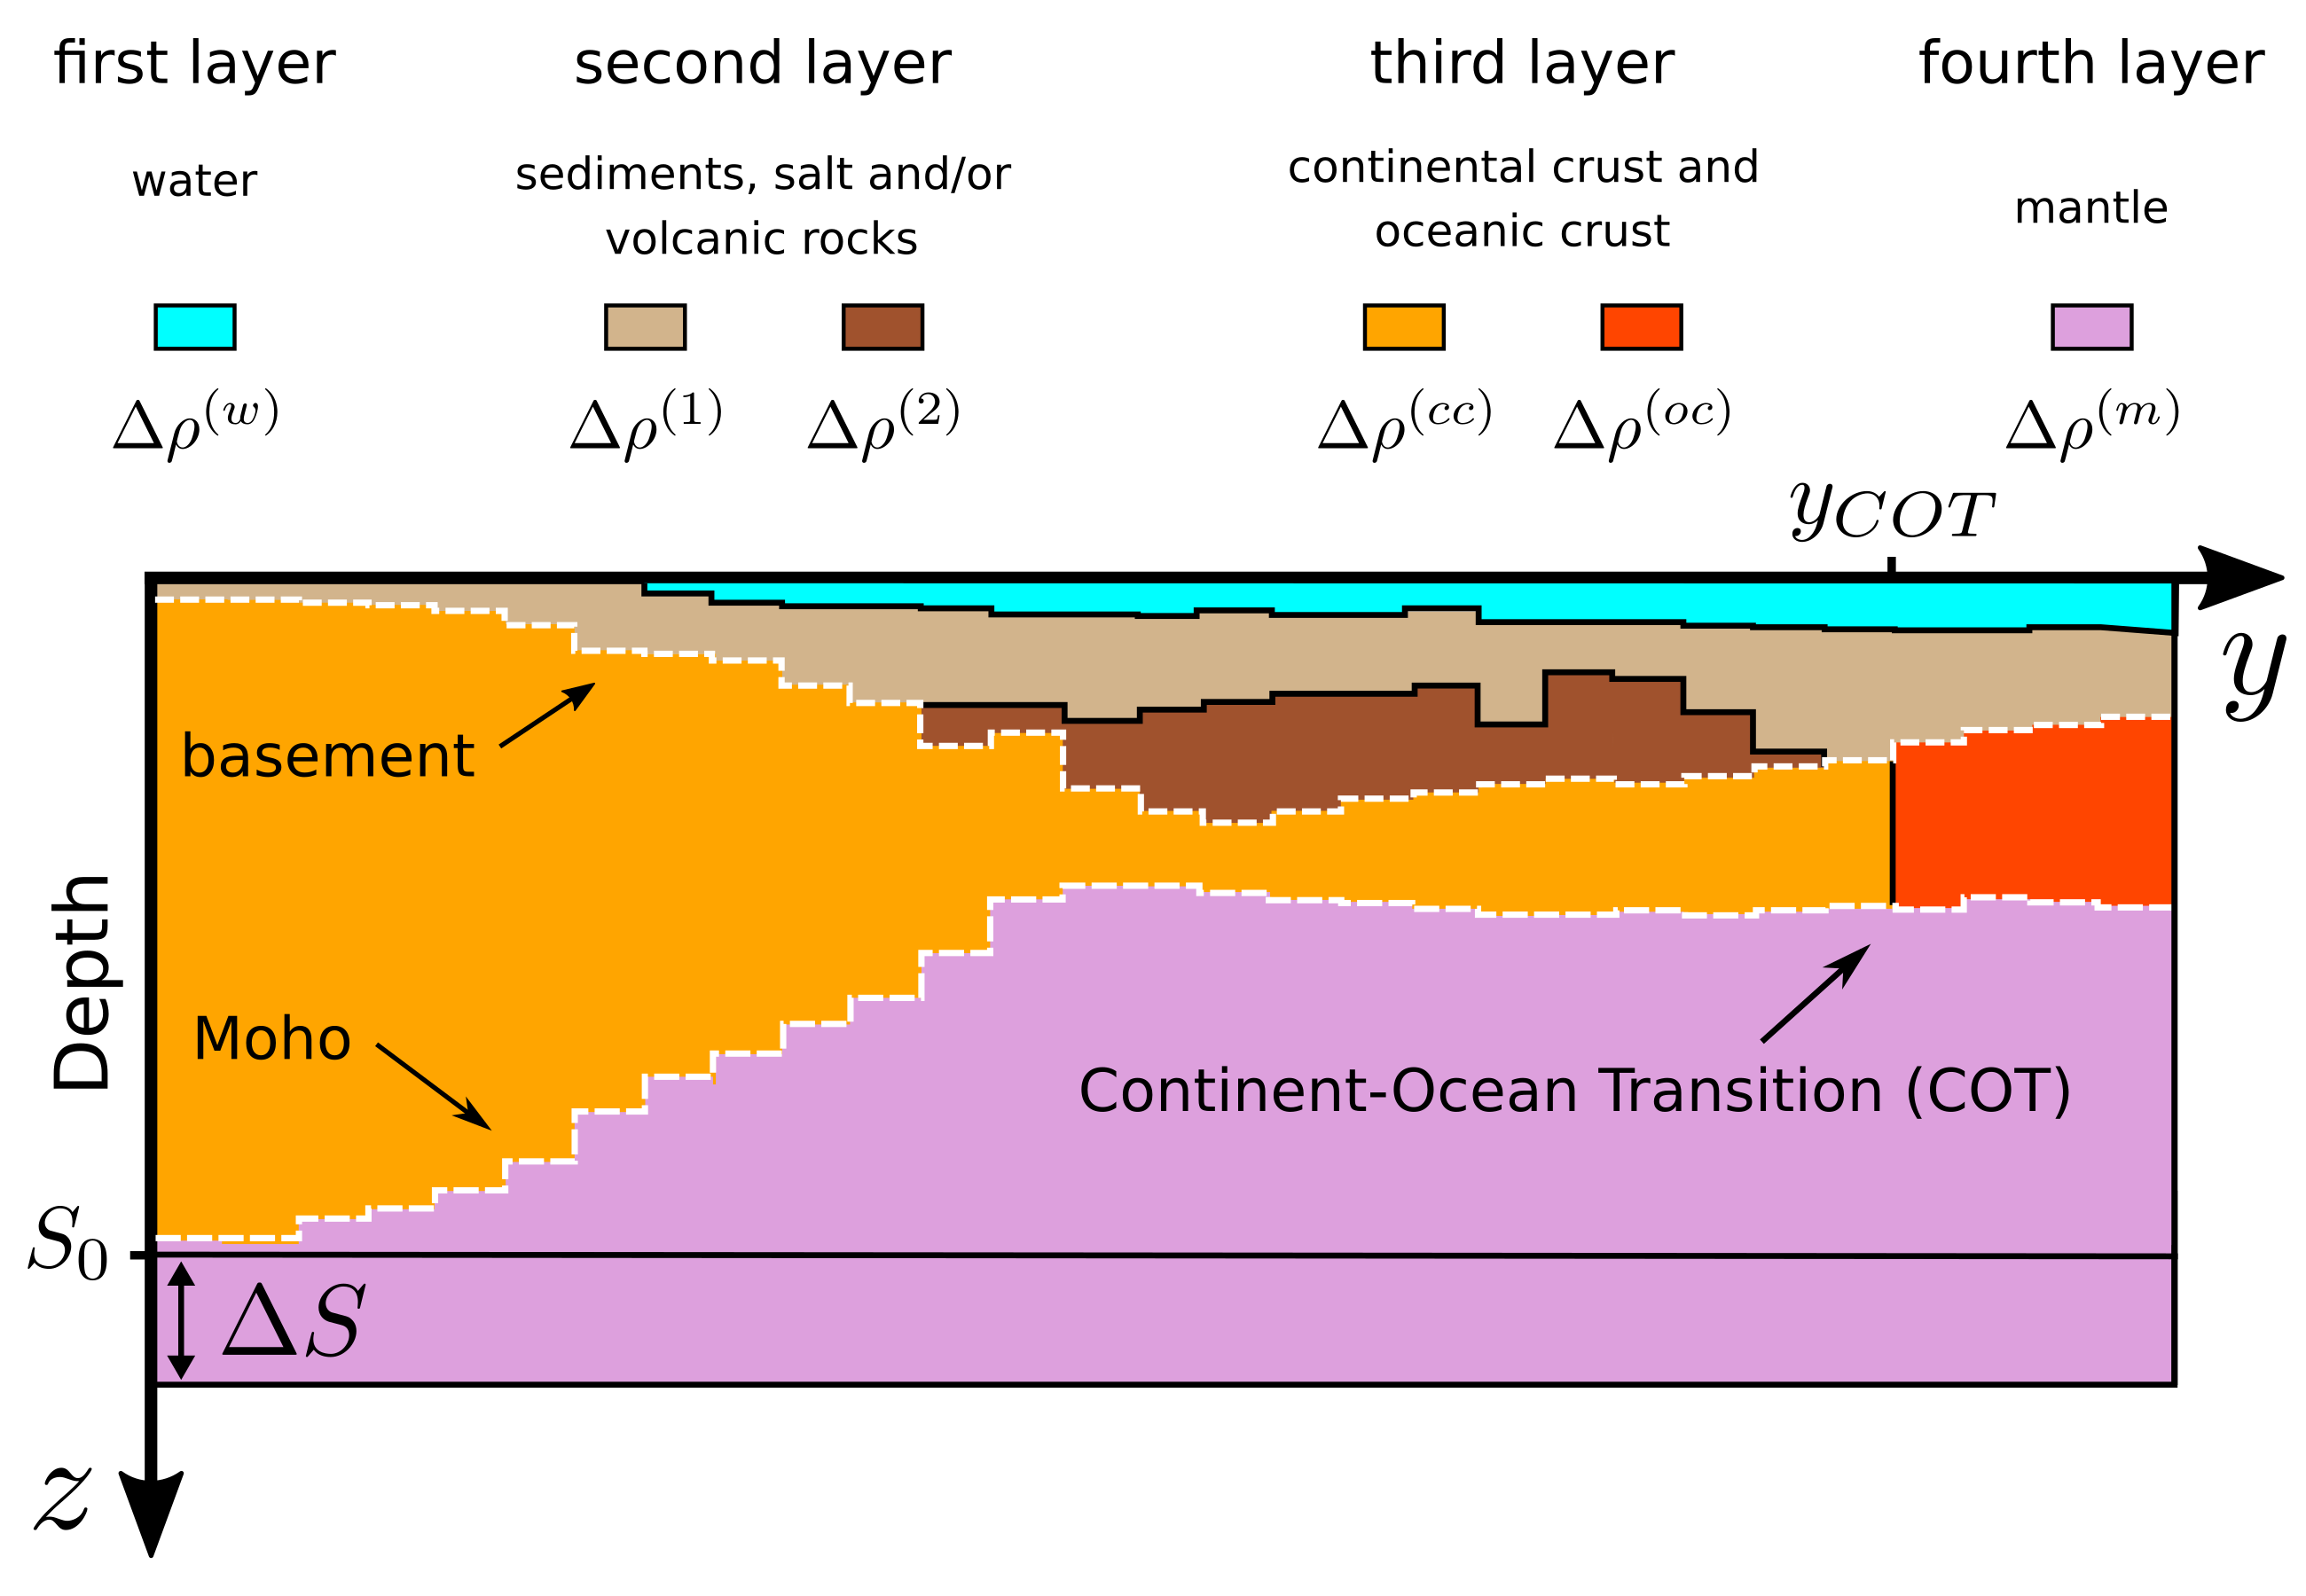 first layer
second layer
third layer
fourth layer
water
sediments, salt and/or
volcanic rocks
continental crust and
oceanic crust
mantle
Δρ^(w)
Δρ^(1)
Δρ^(2)
Δρ^(cc)
Δρ^(oc)
Δρ^(m)
y_COT
y
basement
Depth
Moho
Continent-Ocean Transition (COT)
S_0
ΔS
z